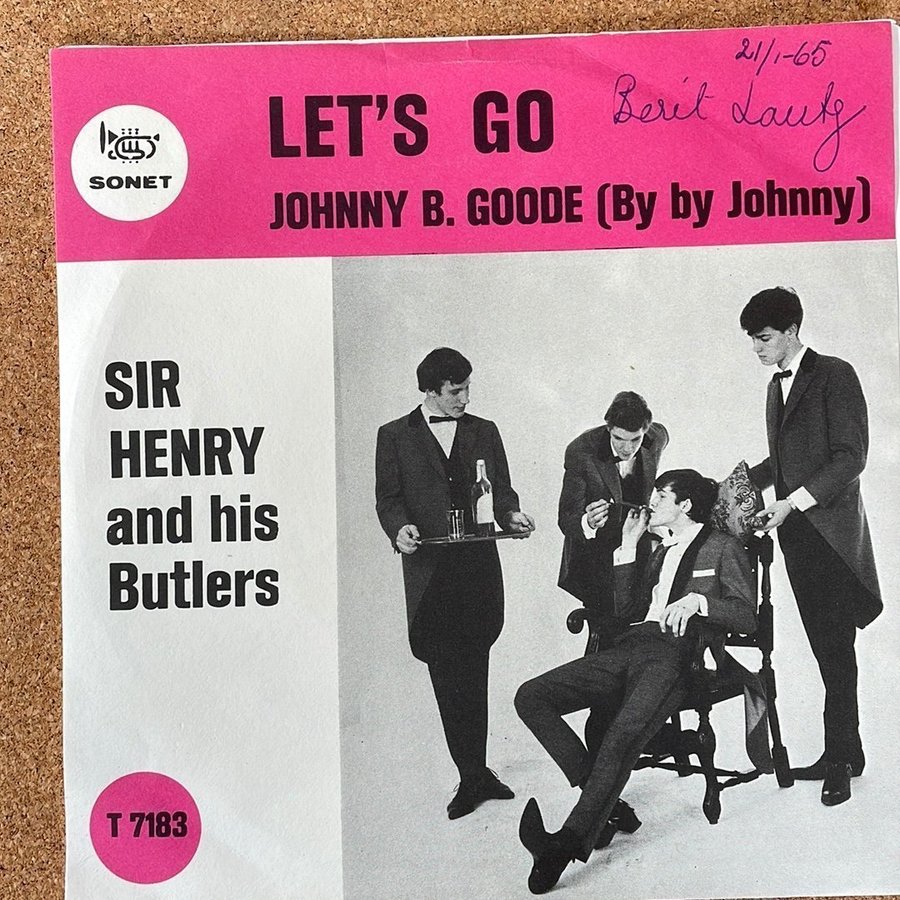 21/1-65
Berit Lautz
LET'S GO
JOHNNY B. GOODE (By by Johnny)
SONET
SIR
HENRY
and his
Butlers
T 7183